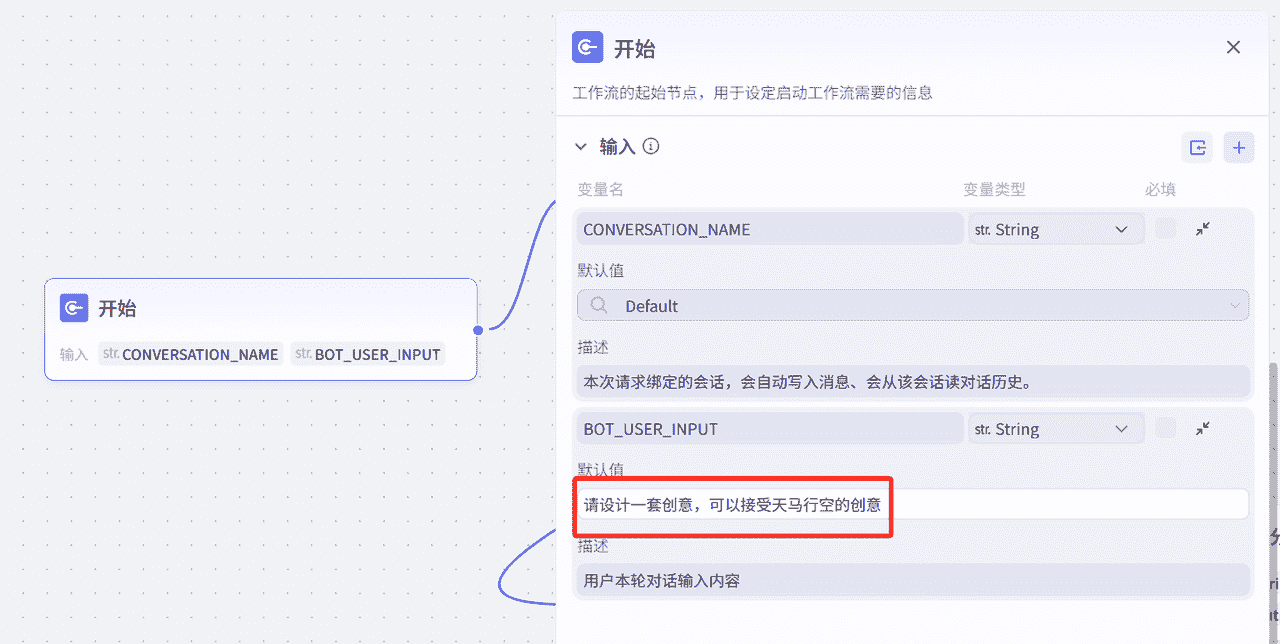 开始
工作流的起始节点，用于设定启动工作流需要的信息
输入
变量名 变量类型 必填
CONVERSATION_NAME str. String
默认值
Default
描述
本次请求绑定的会话，会自动写入消息、会从该会话读对话历史。
BOT_USER_INPUT str. String
默认值
请设计一套创意，可以接受天马行空的创意
描述
用户本轮对话输入内容
开始
输入 str. CONVERSATION_NAME str. BOT_USER_INPUT